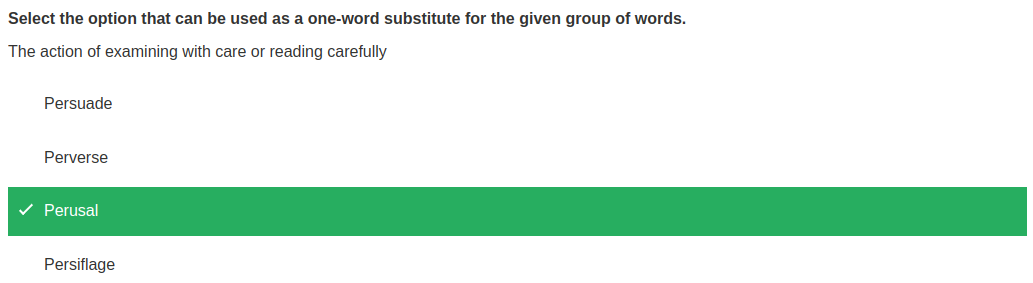 Select the option that can be used as a one-word substitute for the given group of words.
The action of examining with care or reading carefully
Persuade
Perverse
Perusal
Persiflage